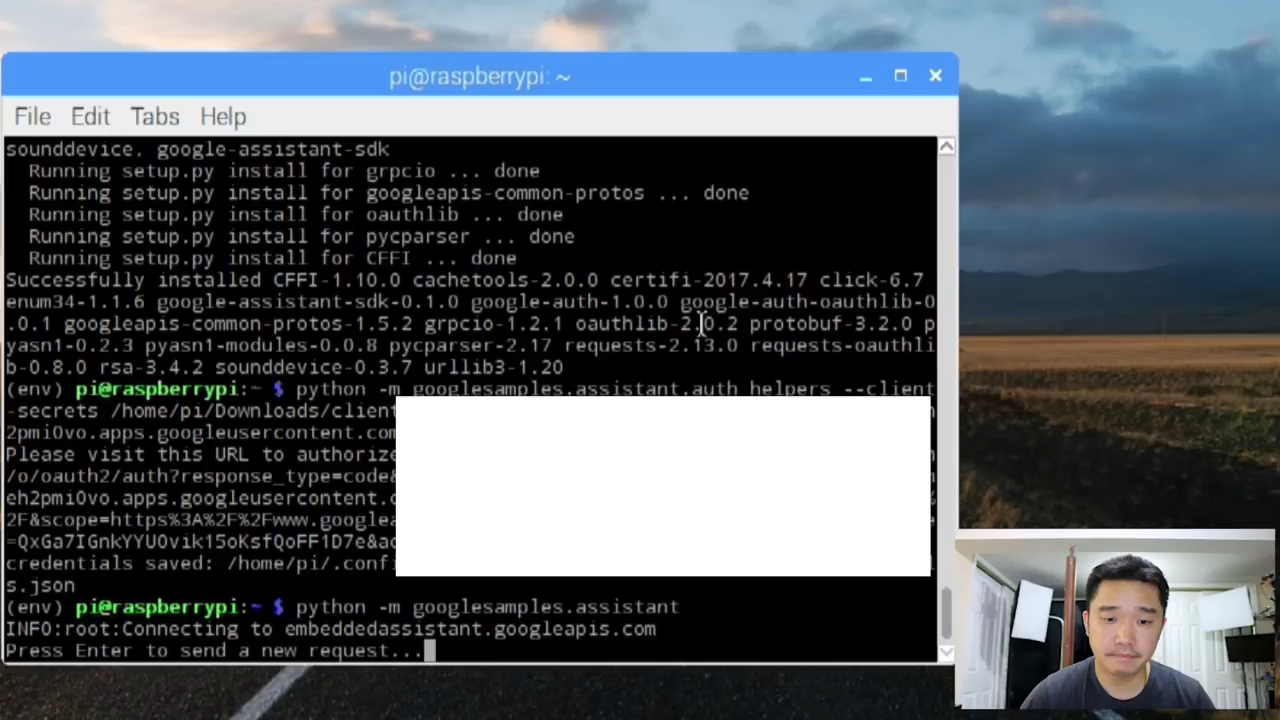 pi@raspberrypi: ~
File Edit Tabs Help
sounddevice, google-assistant-sdk
Running setup.py install for grpcio ... done
Running setup.py install for googleapis-common-protos ... done
Running setup.py install for oauthlib ... done
Running setup.py install for pycparser ... done
Running setup.py install for CFFI ... done
Successfully installed CFFI-1.10.0 cachetools-2.0.0 certifi-2017.4.17 click-6.7
enum34-1.1.6 google-assistant-sdk-0.1.0 google-auth-1.0.0 google-auth-oauthlib-0
.0.1 googleapis-common-protos-1.5.2 grpcio-1.2.1 oauthlib-2.0.2 protobuf-3.2.0 p
yasn1-0.2.3 pyasn1-modules-0.0.8 pycparser-2.17 requests-2.13.0 requests-oauthli
b-0.8.0 rsa-3.4.2 sounddevice-0.3.7 urllib3-1.20
(env) pi@raspberrypi:~ $ python -m googlesamples.assistant.auth_helpers --client
-secrets /home/pi/Downloads/client
2pmi0vo.apps.googleusercontent.com
Please visit this URL to authorize
/o/oauth2/auth?response_type=code&
eh2pmi0vo.apps.googleusercontent.c
2F&scope=https%3A%2F%2Fwww.googlea
=QxGa7IGnkYYU0vik15oKsfQoFF1D7e&ac
credentials saved: /home/pi/.confi
s.json
(env) pi@raspberrypi:~ $ python -m googlesamples.assistant
INFO:root:Connecting to embeddedassistant.googleapis.com
Press Enter to send a new request...